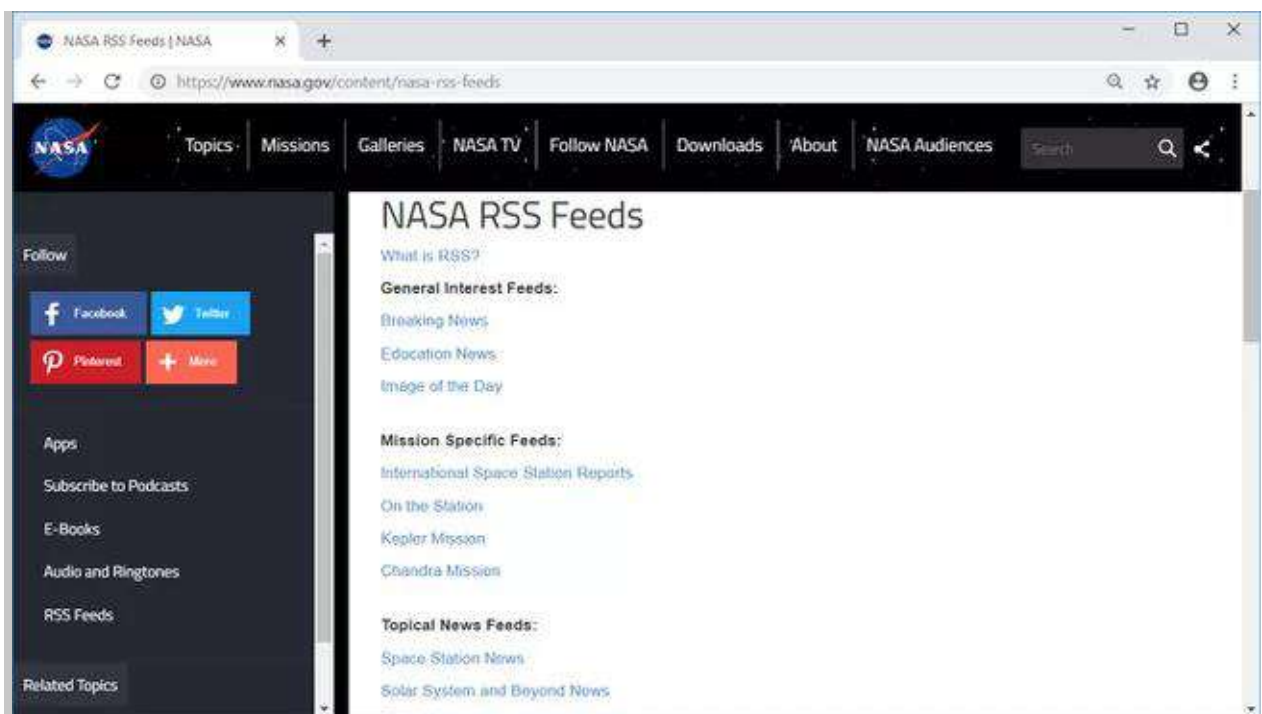 NASA RSS Feeds | NASA
https://www.nasa.gov/content/nasa-rss-feeds
NASA Topics Missions Galleries NASA TV Follow NASA Downloads About NASA Audiences Search
Follow
Facebook Twitter
Pinterest More
Apps
Subscribe to Podcasts
E-Books
Audio and Ringtones
RSS Feeds
Related Topics
NASA RSS Feeds
What is RSS?
General Interest Feeds:
Breaking News
Education News
Image of the Day
Mission Specific Feeds:
International Space Station Reports
On the Station
Kepler Mission
Chandra Mission
Topical News Feeds:
Space Station News
Solar System and Beyond News